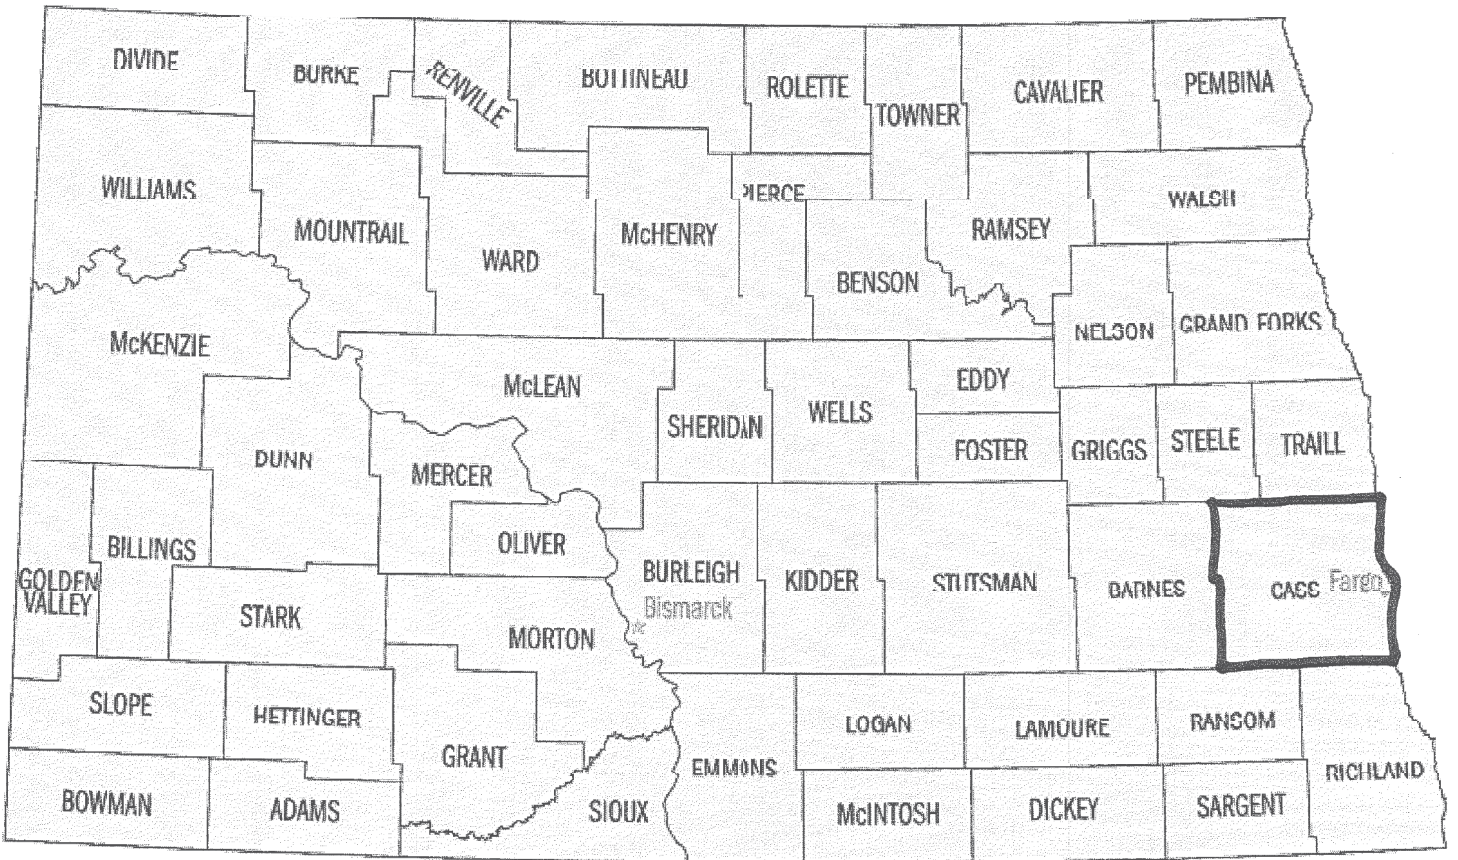 DIVIDE
BURKE
RENVILLE
BOTTINEAU
ROLETTE
TOWNER
CAVALIER
PEMBINA
WILLIAMS
MOUNTRAIL
WARD
McHENRY
PIERCE
BENSON
RAMSEY
WALSH
McKENZIE
McLEAN
SHERIDAN
WELLS
EDDY
FOSTER
NELSON
GRAND FORKS
GRIGGS
STEELE
TRAILL
DUNN
MERCER
OLIVER
GOLDEN
VALLEY
BILLINGS
STARK
MORTON
BURLEIGH
Bismarck
KIDDER
STUTSMAN
BARNES
CASS Fargo
SLOPE
HETTINGER
GRANT
EMMONS
LOGAN
LAMOURE
RANSOM
RICHLAND
BOWMAN
ADAMS
SIOUX
McINTOSH
DICKEY
SARGENT